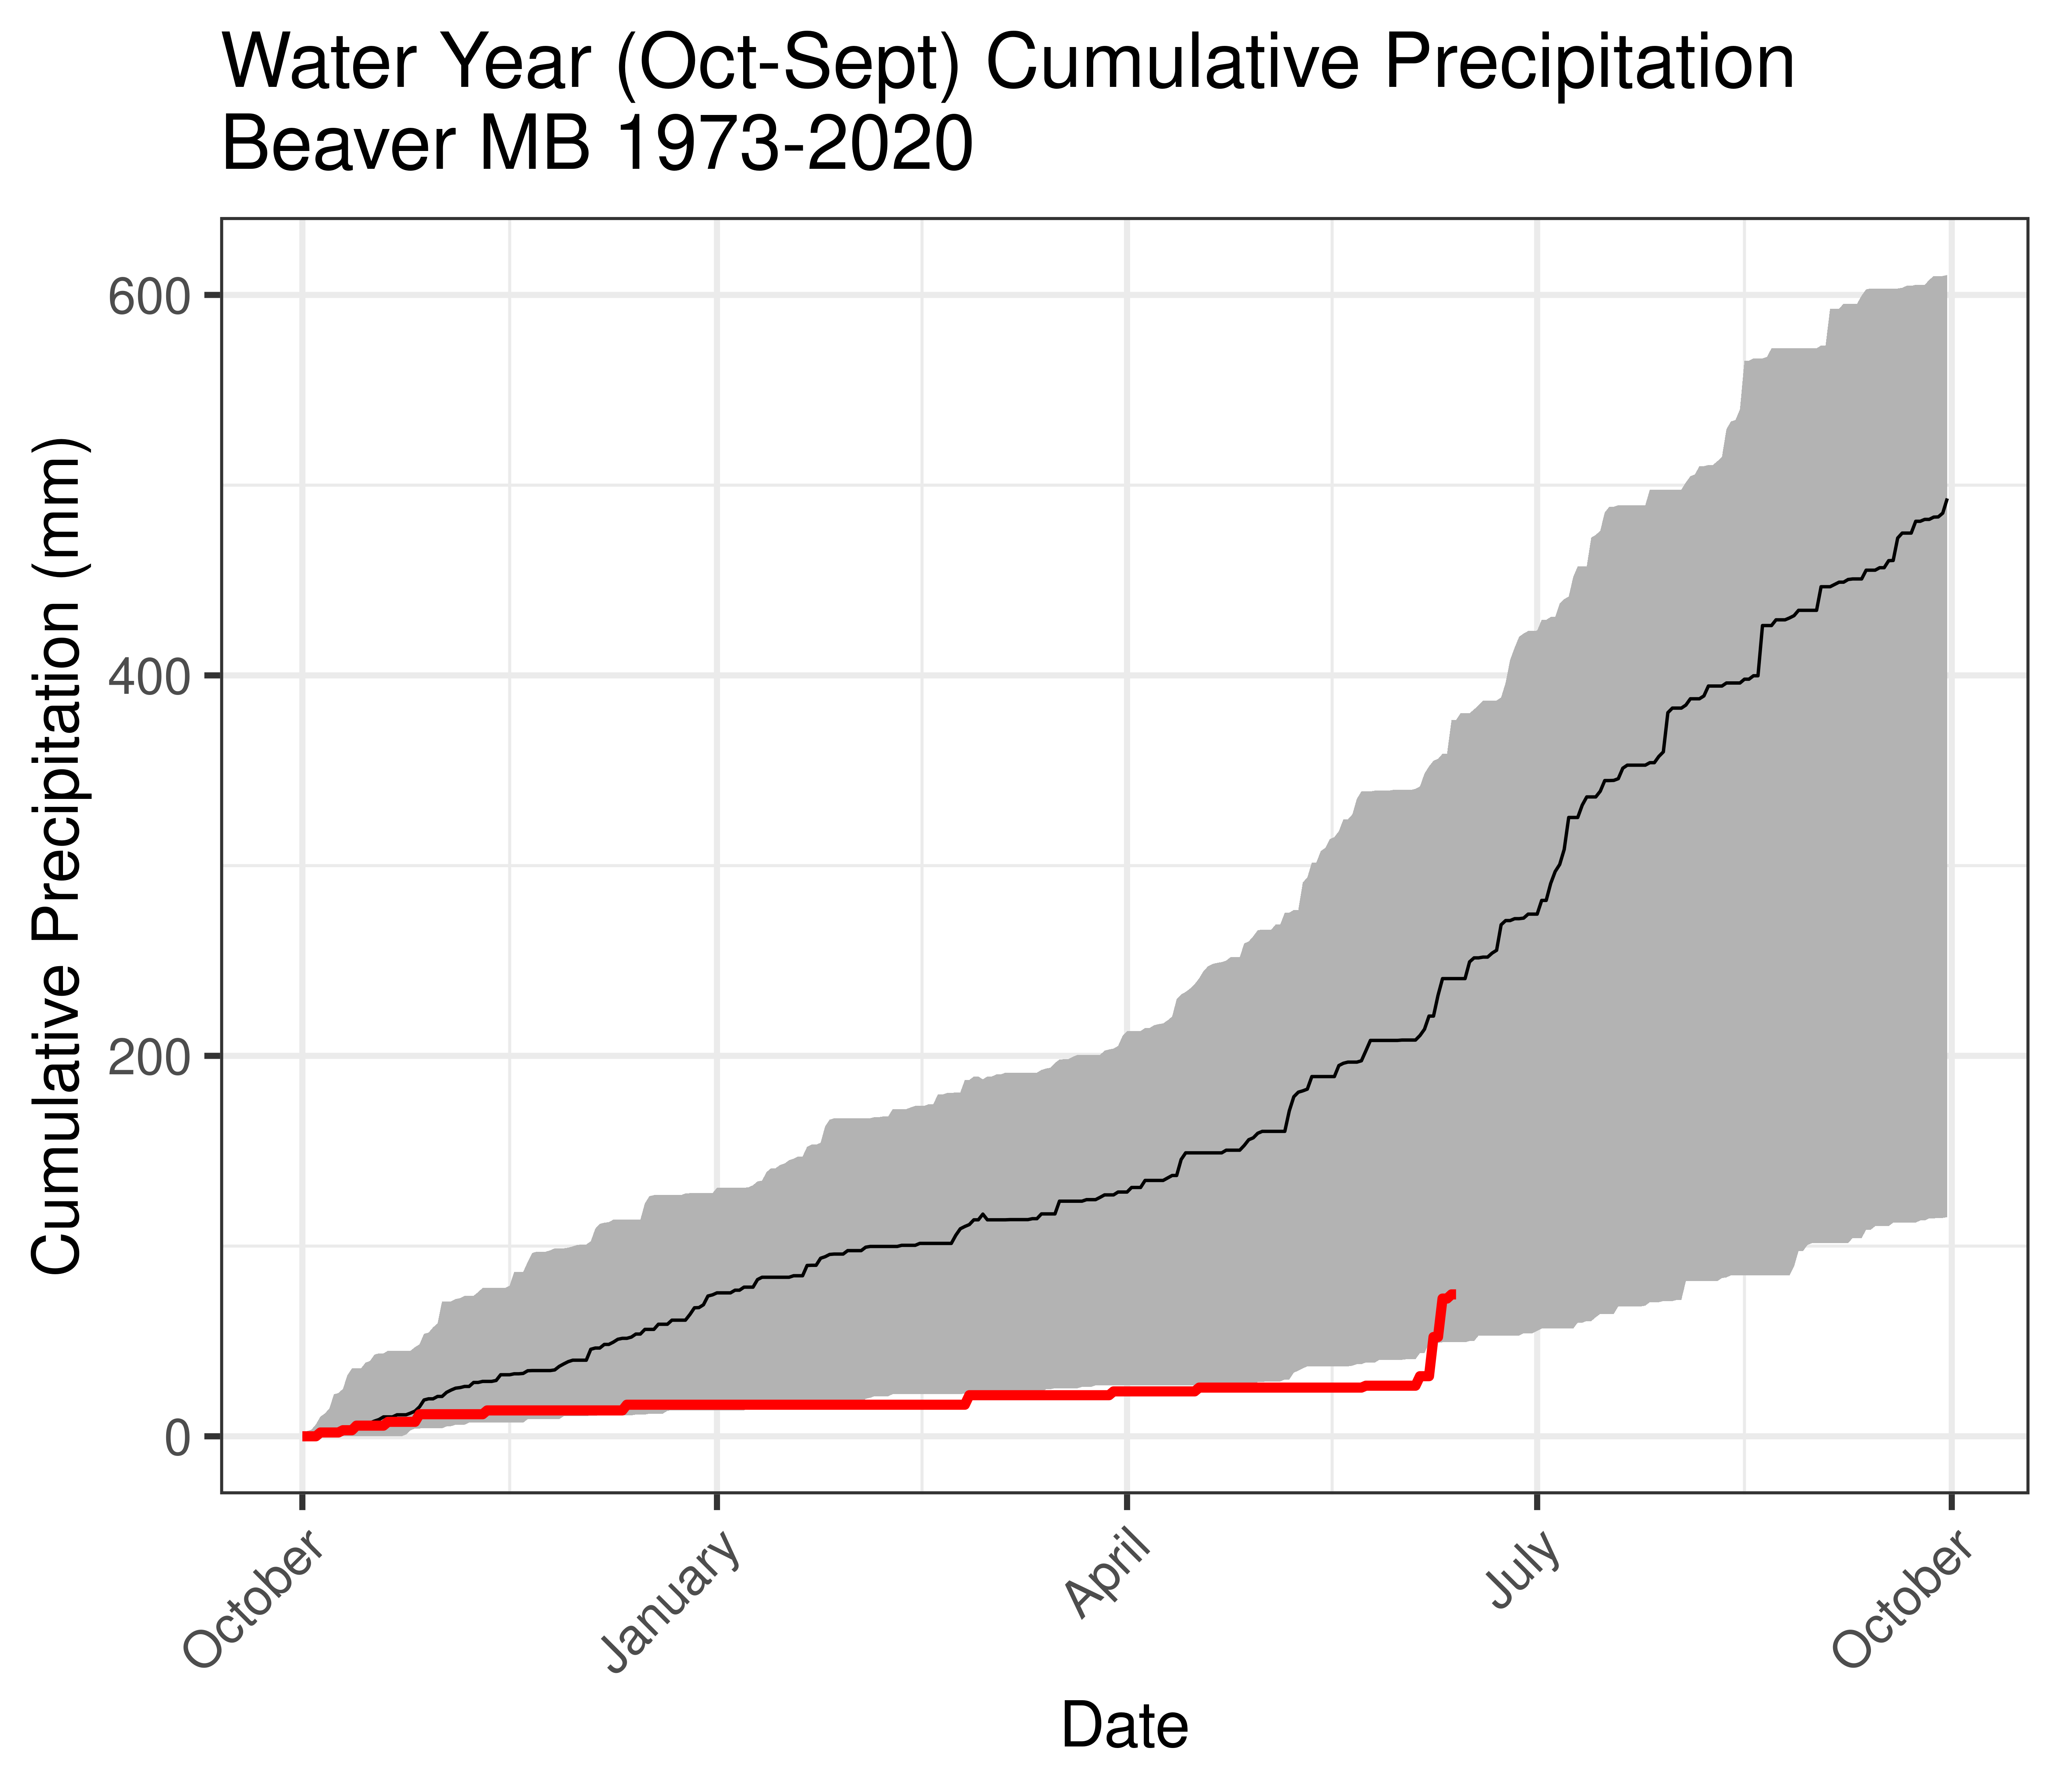 Water Year (Oct-Sept) Cumulative Precipitation
Beaver MB 1973-2020
Cumulative Precipitation (mm)
600
400
200
0
October
January
April
July
October
Date